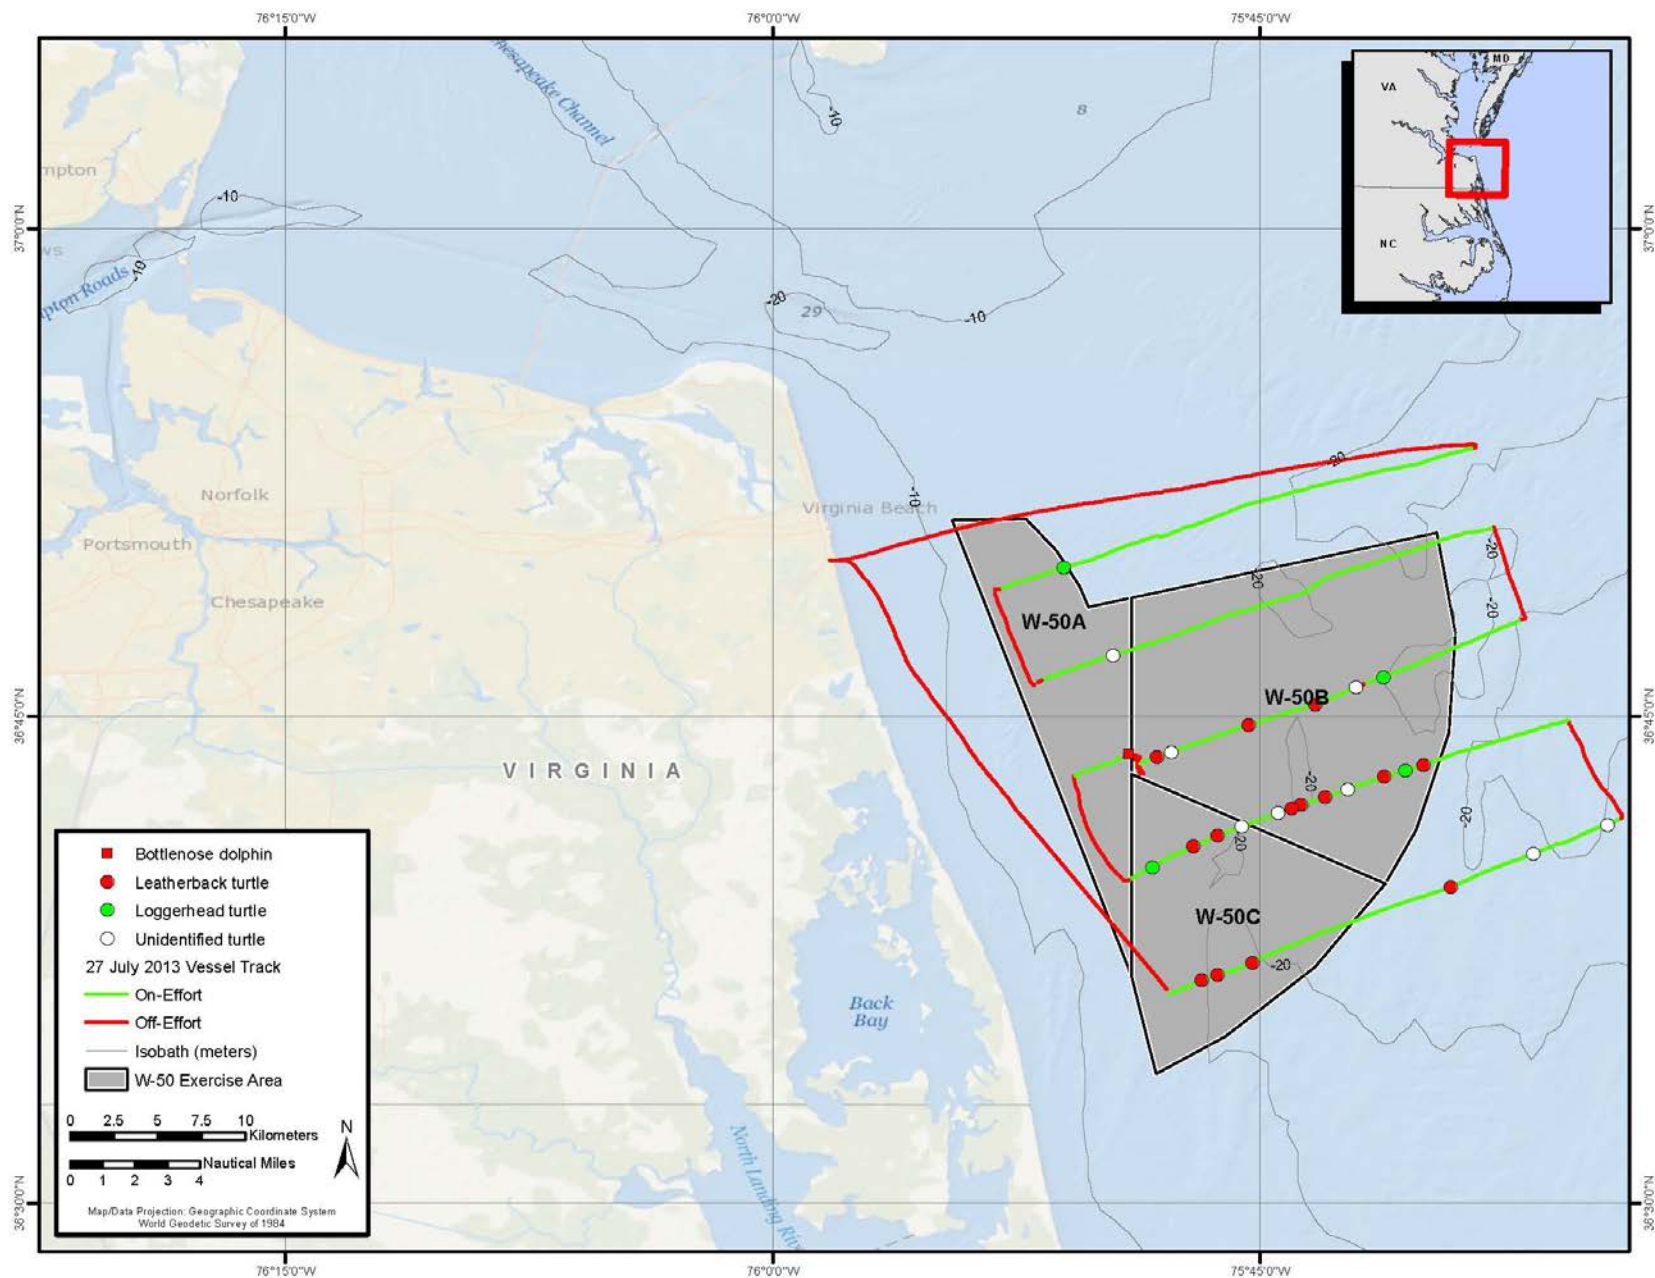 76°15'0"W
76°0'0"W
75°45'0"W
hesapeake Channel
-10
8
MD
VA
NC
mpton
-10
37°0'0"N
37°0'0"N
ws
-10
pton Roads
-20
29
-10
-20
-10
Norfolk
Virginia Beach
Portsmouth
-20
-20
Chesapeake
-20
W-50A
W-50B
36°45'0"N
36°45'0"N
VIRGINIA
-20
-20
-20
W-50C
-20
Back
Bay
North Landing Riv
Bottlenose dolphin
Leatherback turtle
Loggerhead turtle
Unidentified turtle
27 July 2013 Vessel Track
On-Effort
Off-Effort
Isobath (meters)
W-50 Exercise Area
0 2.5 5 7.5 10
Kilometers
N
Nautical Miles
0 1 2 3 4
Map/Data Projection: Geographic Coordinate System
World Geodetic Survey of 1984
36°30'0"N
36°30'0"N
76°15'0"W
76°0'0"W
75°45'0"W